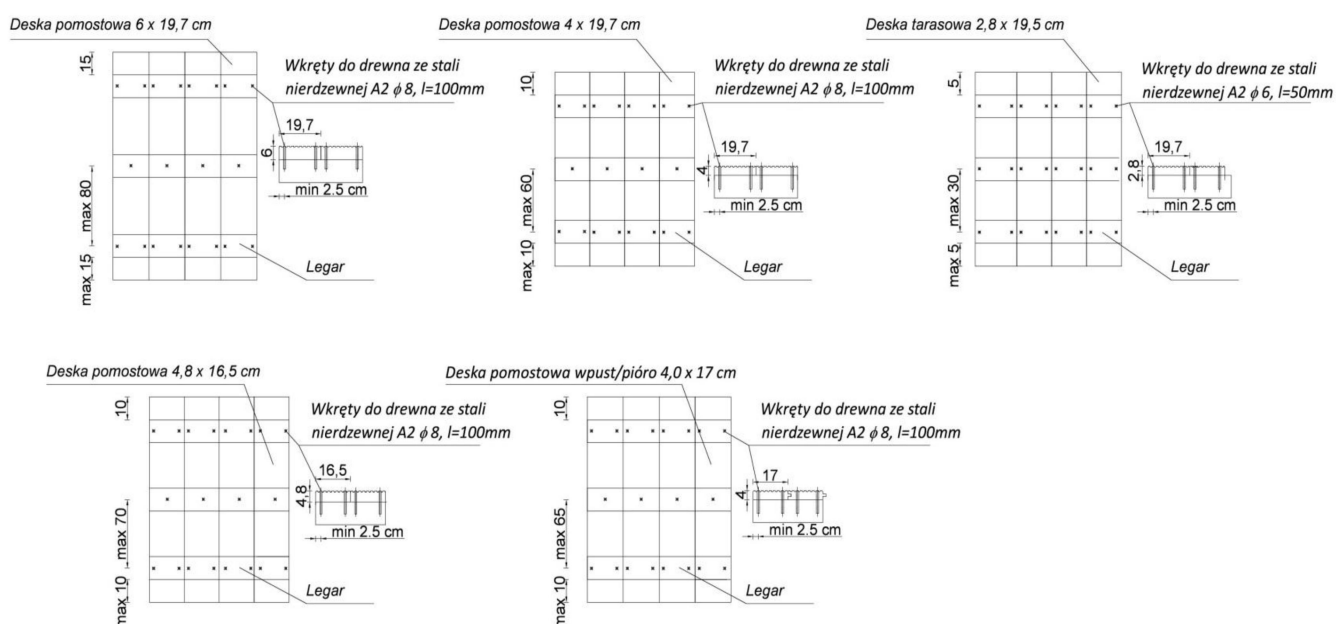 Deska pomostowa 6 x 19,7 cm
15
Wkręty do drewna ze stali
nierdzewnej A2 ϕ 8, l=100mm
19,7
6
min 2.5 cm
max 80
max 15
Legar
Deska pomostowa 4 x 19,7 cm
10
Wkręty do drewna ze stali
nierdzewnej A2 ϕ 8, l=100mm
19,7
4
min 2.5 cm
max 60
max 10
Legar
Deska tarasowa 2,8 x 19,5 cm
5
Wkręty do drewna ze stali
nierdzewnej A2 ϕ 6, l=50mm
19,7
2,8
min 2.5 cm
max 30
max 5
Legar
Deska pomostowa 4,8 x 16,5 cm
10
Wkręty do drewna ze stali
nierdzewnej A2 ϕ 8, l=100mm
16,5
4,8
min 2.5 cm
max 70
max 10
Legar
Deska pomostowa wpust/pióro 4,0 x 17 cm
10
Wkręty do drewna ze stali
nierdzewnej A2 ϕ 8, l=100mm
17
4
min 2.5 cm
max 65
max 10
Legar